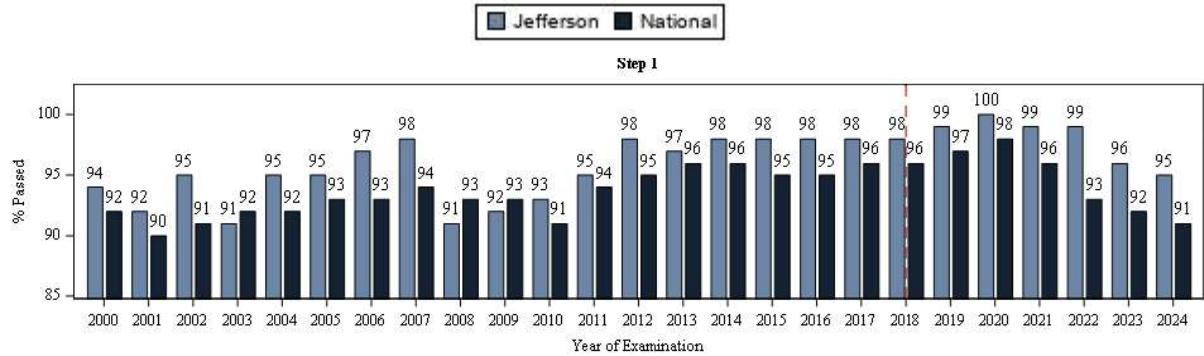 Jefferson National
Step 1
% Passed
100
95
90
85
94 92 92 90 95 91 91 92 95 92 95 93 97 93 98 94 91 93 92 93 93 91 95 94 98 95 97 96 98 96 98 95 98 95 98 96 98 96 99 97 100 98 99 96 99 93 96 92 95 91
2000 2001 2002 2003 2004 2005 2006 2007 2008 2009 2010 2011 2012 2013 2014 2015 2016 2017 2018 2019 2020 2021 2022 2023 2024
Year of Examination